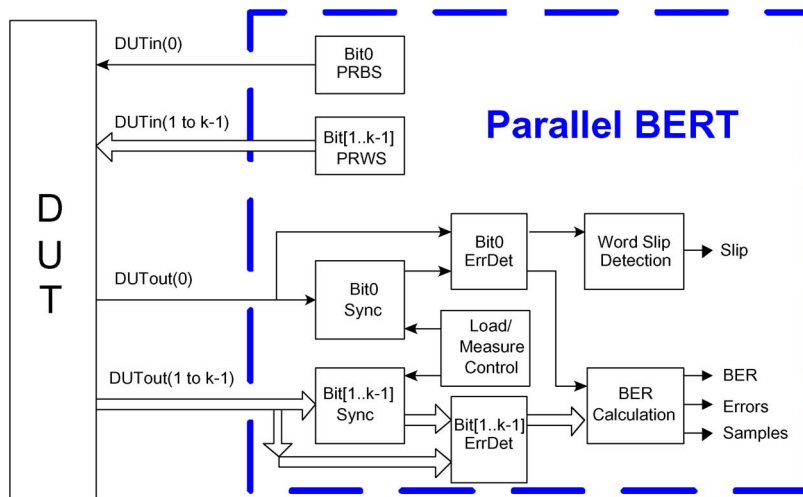 DUTin(0)
Bit0
PRBS
DUTin(1 to k-1)
Bit[1..k-1]
PRWS
Parallel BERT
D
U
T
DUTout(0)
Bit0
ErrDet
Word Slip
Detection
Slip
Bit0
Sync
Load/
Measure
Control
DUTout(1 to k-1)
Bit[1..k-1]
Sync
Bit[1..k-1]
ErrDet
BER
Calculation
BER
Errors
Samples